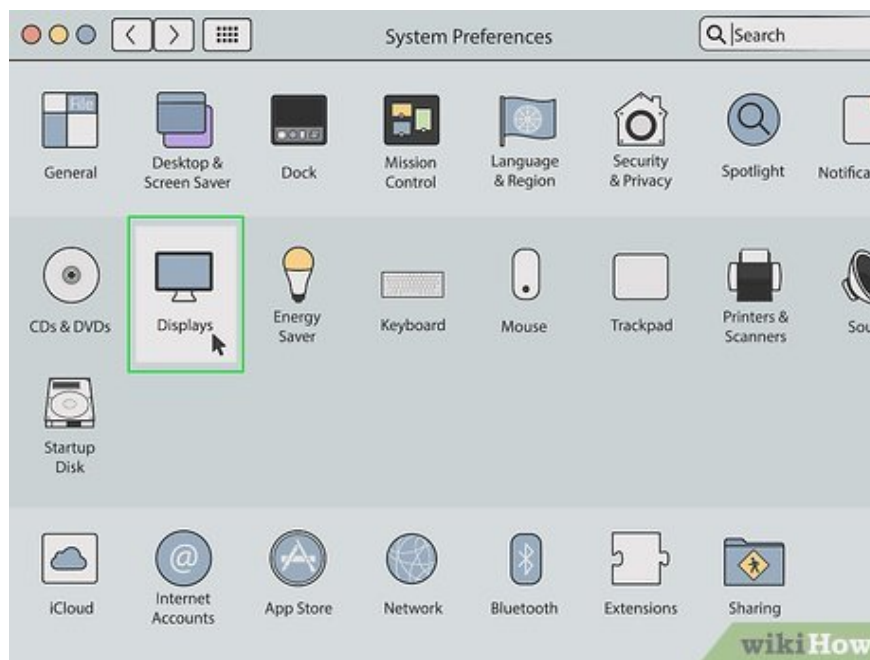 System Preferences
Search
File
General
Desktop &
Screen Saver
Dock
Mission
Control
Language
& Region
Security
& Privacy
Spotlight
Notifica
CDs & DVDs
Displays
Energy
Saver
Keyboard
Mouse
Trackpad
Printers &
Scanners
Sou
Startup
Disk
iCloud
@
Internet
Accounts
App Store
Network
Bluetooth
Extensions
Sharing
wikiHow